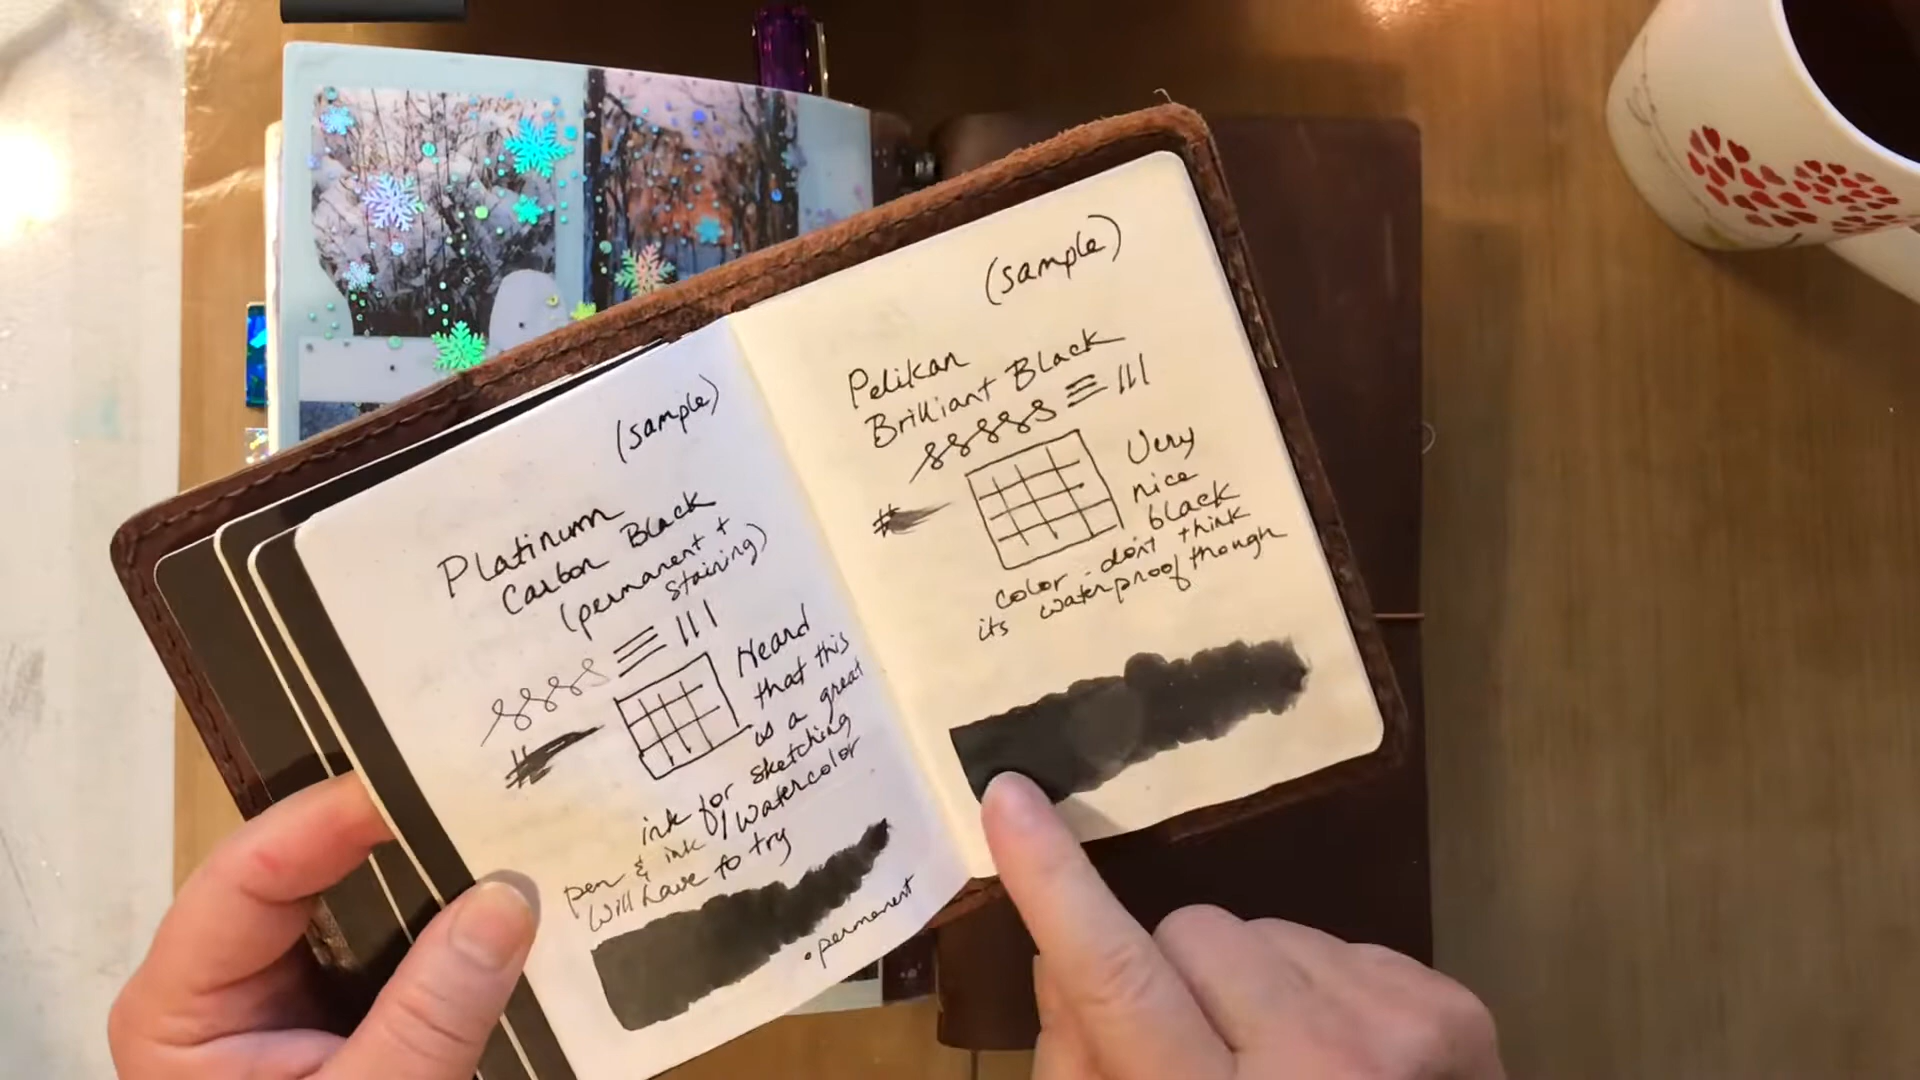 (sample)
Platinum
Carbon Black
(permanent +
staining)
Heard
that this
is a great
ink for sketching
pen & ink / watercolor
will have to try
• permanent
(sample)
Pelikan
Brilliant Black
Very
nice
black
color - don't think
its waterproof though